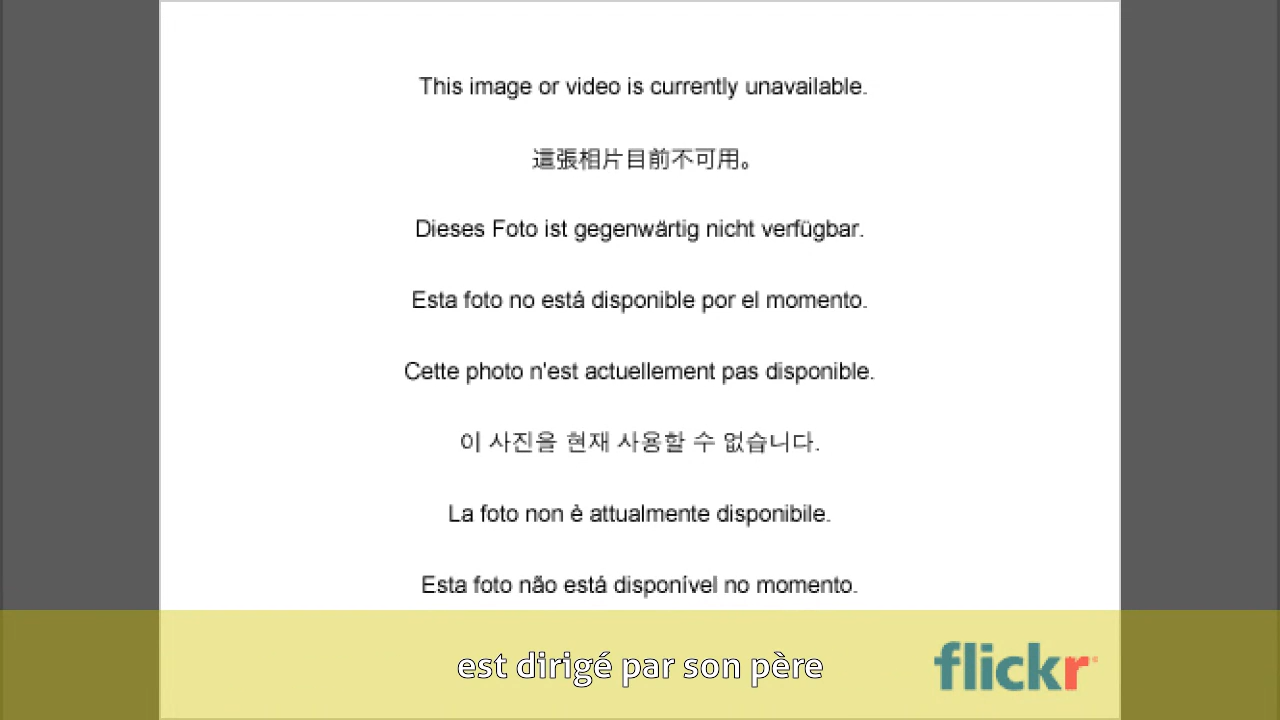 This image or video is currently unavailable.
這張相片目前不可用。
Dieses Foto ist gegenwärtig nicht verfügbar.
Esta foto no está disponible por el momento.
Cette photo n'est actuellement pas disponible.
이 사진을 현재 사용할 수 없습니다.
La foto non è attualmente disponibile.
Esta foto não está disponível no momento.
est dirigé par son père
flickr